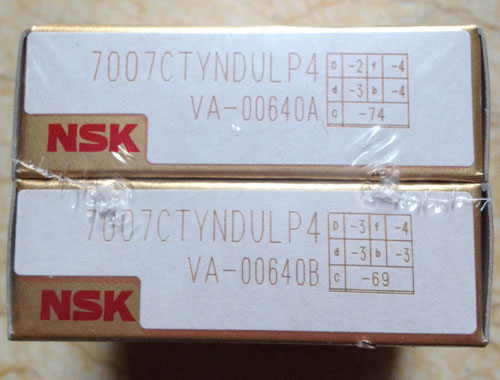 7007CTYNDULP4
VA-00640A
D -2 f -4
d -3 b -4
C -74
NSK
7007CTYNDULP4
VA-00640B
D -3 f -4
d -3 b -3
C -69
NSK